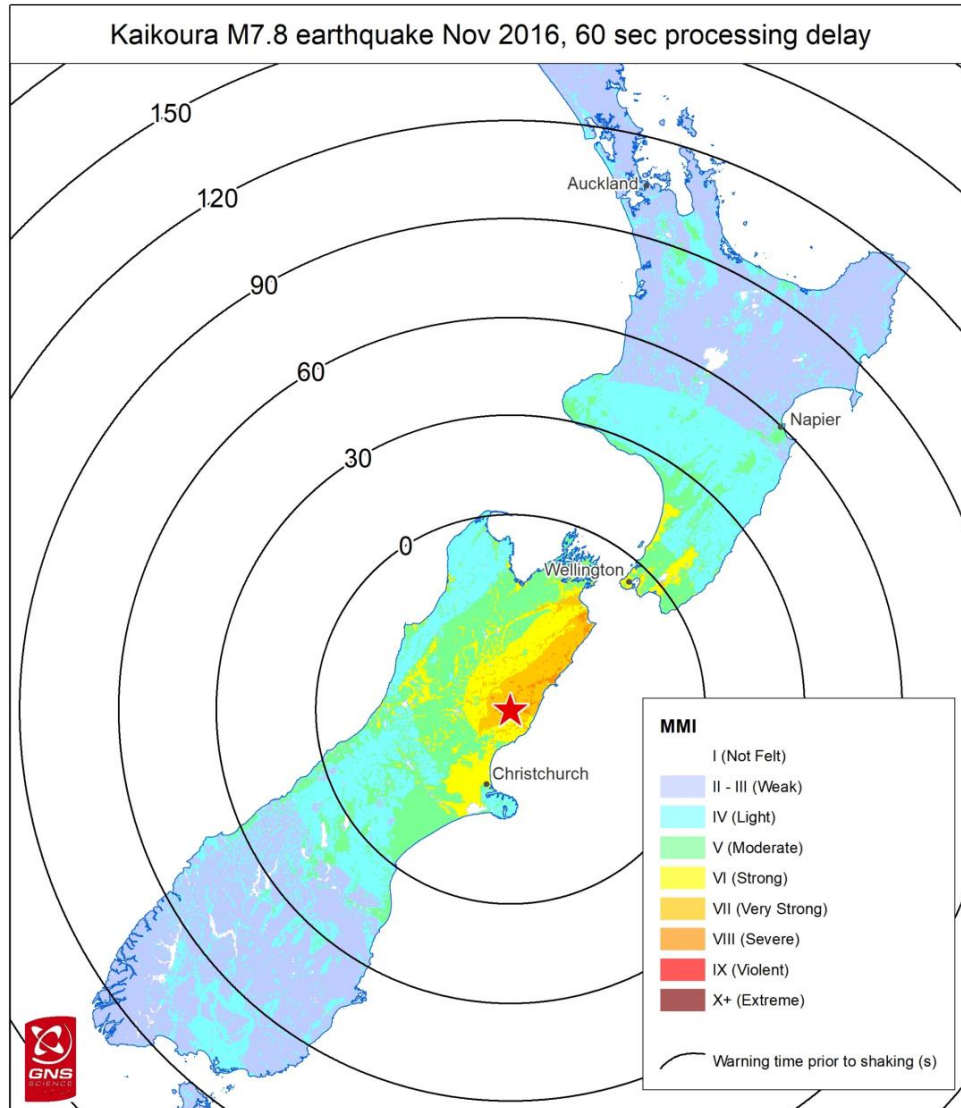 Kaikoura M7.8 earthquake Nov 2016, 60 sec processing delay
150
120
90
60
30
0
Auckland
Napier
Wellington
Christchurch
MMI
I (Not Felt)
II - III (Weak)
IV (Light)
V (Moderate)
VI (Strong)
VII (Very Strong)
VIII (Severe)
IX (Violent)
X+ (Extreme)
Warning time prior to shaking (s)
GNS
SCIENCE